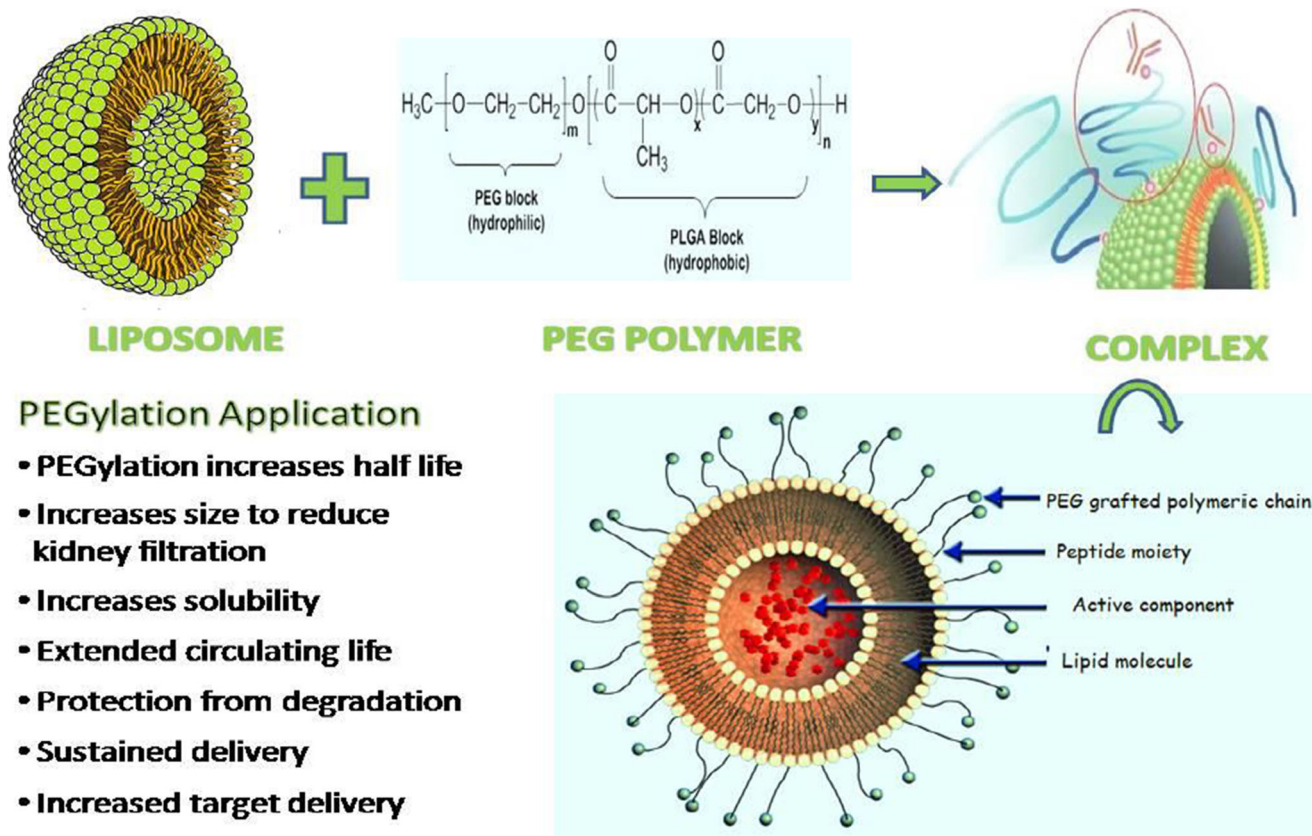 H₃C–[O–CH₂–CH₂]ₘO[(C–CH–O)ₓ(C–CH₂–O)ᵧ]ₙH
O
O
CH₃
PEG block
(hydrophilic)
PLGA Block
(hydrophobic)
LIPOSOME
PEG POLYMER
COMPLEX
PEGylation Application
• PEGylation increases half life
• Increases size to reduce
kidney filtration
• Increases solubility
• Extended circulating life
• Protection from degradation
• Sustained delivery
• Increased target delivery
PEG grafted polymeric chain
Peptide moiety
Active component
Lipid molecule